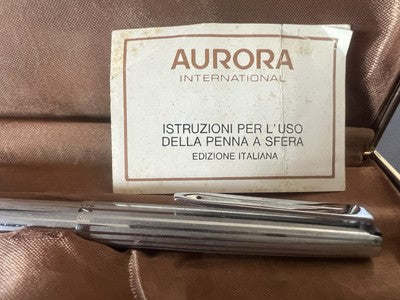 AURORA
INTERNATIONAL
ISTRUZIONI PER L'USO
DELLA PENNA A SFERA
EDIZIONE ITALIANA